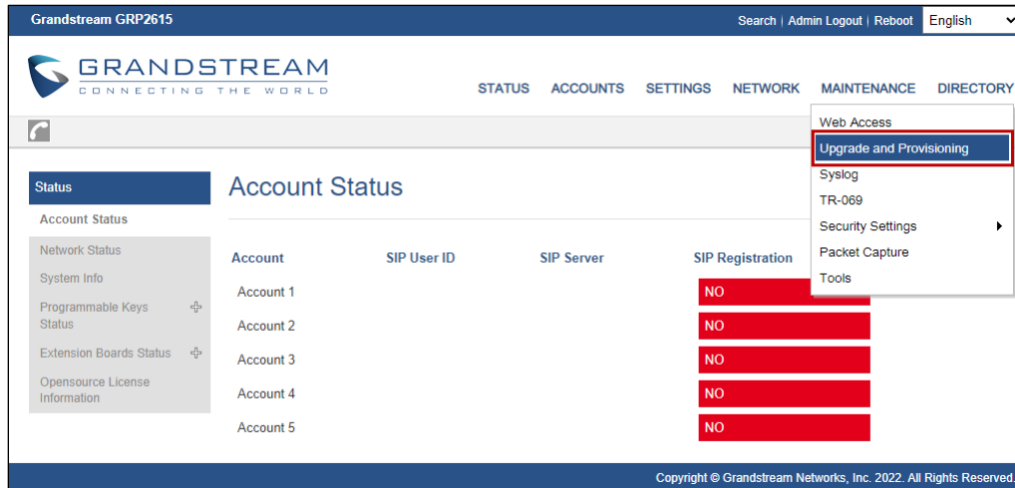 Grandstream GRP2615
Search | Admin Logout | Reboot
English
GRANDSTREAM
CONNECTING THE WORLD
STATUS ACCOUNTS SETTINGS NETWORK MAINTENANCE DIRECTORY
Web Access
Upgrade and Provisioning
Syslog
TR-069
Security Settings
Packet Capture
Tools
Status
Account Status
Network Status
System Info
Programmable Keys
Status
Extension Boards Status
Opensource License
Information
Account Status
Account SIP User ID SIP Server SIP Registration
Account 1 NO
Account 2 NO
Account 3 NO
Account 4 NO
Account 5 NO
Copyright © Grandstream Networks, Inc. 2022. All Rights Reserved.